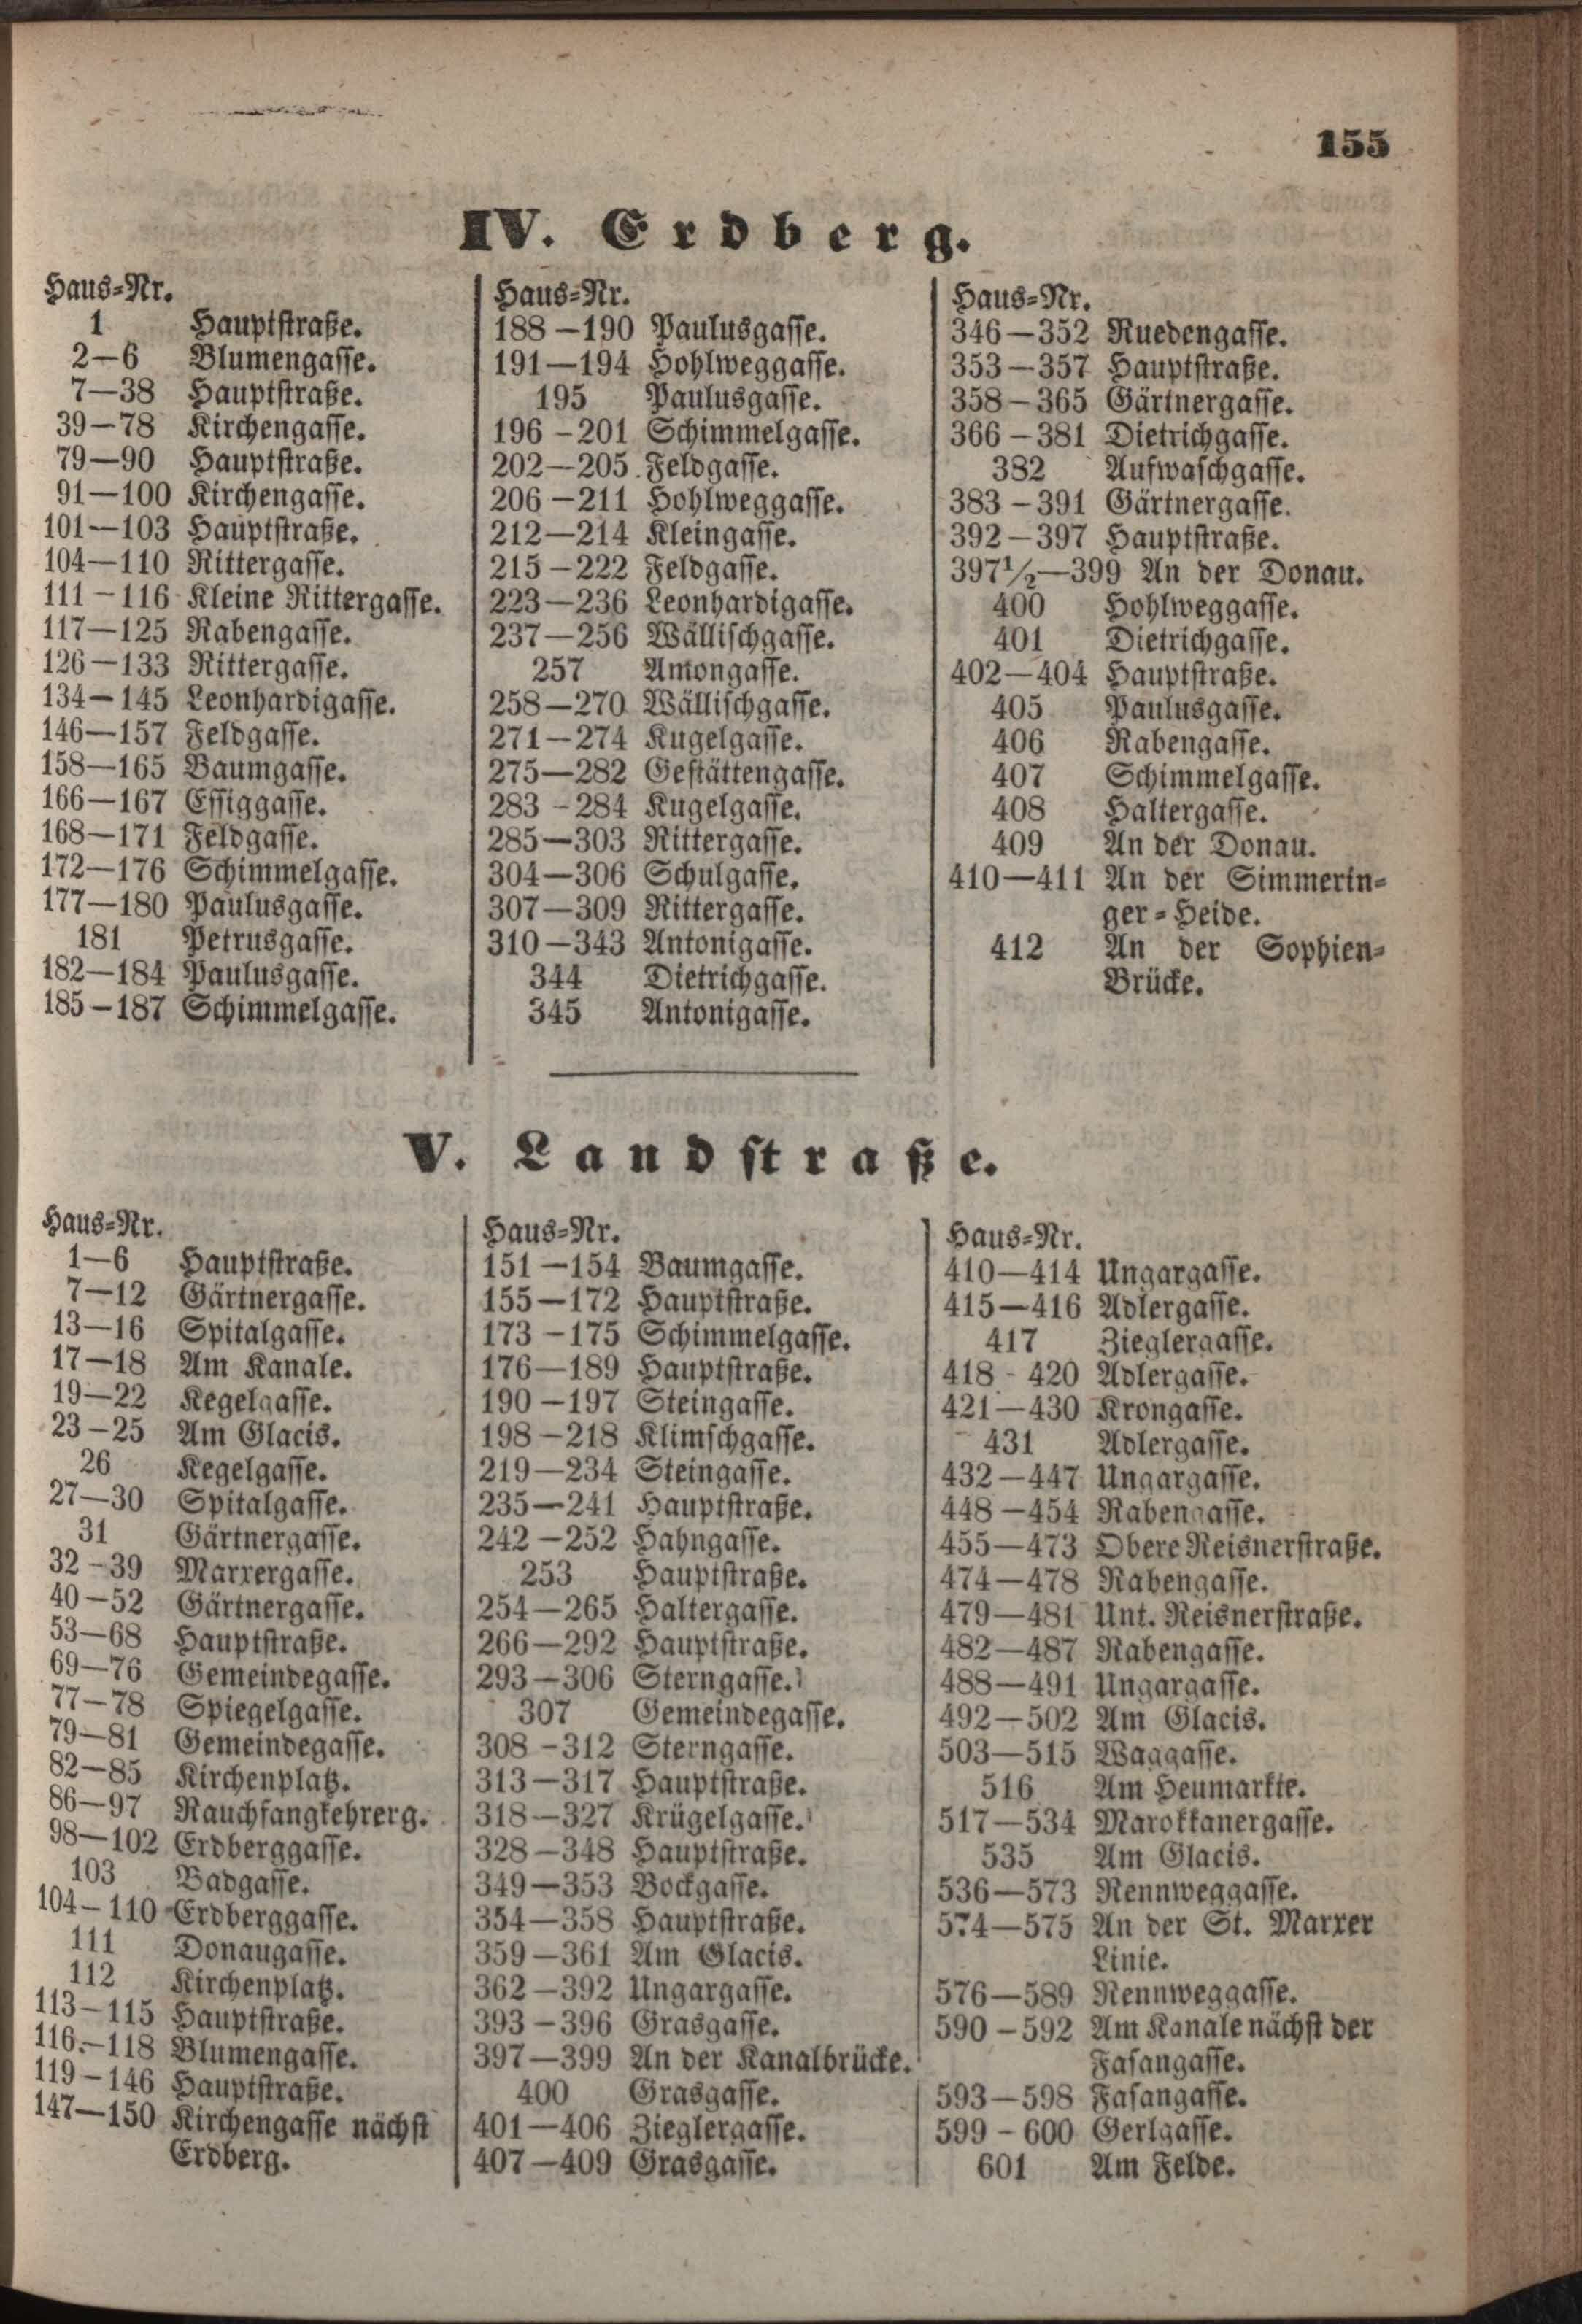 155
IV. Erdberg.
Haus-Nr.
1 Hauptstraße.
2—6 Blumengasse.
7—38 Hauptstraße.
39—78 Kirchengasse.
79—90 Hauptstraße.
91—100 Kirchengasse.
101—103 Hauptstraße.
104—110 Rittergasse.
111—116 Kleine Rittergasse.
117—125 Rabengasse.
126—133 Rittergasse.
134—145 Leonhardigasse.
146—157 Feldgasse.
158—165 Baumgasse.
166—167 Essiggasse.
168—171 Feldgasse.
172—176 Schimmelgasse.
177—180 Paulusgasse.
181 Petrusgasse.
182—184 Paulusgasse.
185—187 Schimmelgasse.
Haus-Nr.
188—190 Paulusgasse.
191—194 Hohlweggasse.
195 Paulusgasse.
196—201 Schimmelgasse.
202—205 Feldgasse.
206—211 Hohlweggasse.
212—214 Kleingasse.
215—222 Feldgasse.
223—236 Leonhardigasse.
237—256 Wällischgasse.
257 Amongasse.
258—270 Wällischgasse.
271—274 Kugelgasse.
275—282 Gestättengasse.
283—284 Kugelgasse.
285—303 Rittergasse.
304—306 Schulgasse.
307—309 Rittergasse.
310—343 Antonigasse.
344 Dietrichgasse.
345 Antonigasse.
Haus-Nr.
346—352 Ruedengasse.
353—357 Hauptstraße.
358—365 Gärtnergasse.
366—381 Dietrichgasse.
382 Aufwaschgasse.
383—391 Gärtnergasse.
392—397 Hauptstraße.
397½—399 An der Donau.
400 Hohlweggasse.
401 Dietrichgasse.
402—404 Hauptstraße.
405 Paulusgasse.
406 Rabengasse.
407 Schimmelgasse.
408 Haltergasse.
409 An der Donau.
410—411 An der Simmerin-
ger-Heide.
412 An der Sophien-
Brücke.
V. Landstraße.
Haus-Nr.
1—6 Hauptstraße.
7—12 Gärtnergasse.
13—16 Spitalgasse.
17—18 Am Kanale.
19—22 Kegelgasse.
23—25 Am Glacis.
26 Kegelgasse.
27—30 Spitalgasse.
31 Gärtnergasse.
32—39 Marxergasse.
40—52 Gärtnergasse.
53—68 Hauptstraße.
69—76 Gemeindegasse.
77—78 Spiegelgasse.
79—81 Gemeindegasse.
82—85 Kirchenplatz.
86—97 Rauchfangkehrerg.
98—102 Erdberggasse.
103 Badgasse.
104—110 Erdberggasse.
111 Donaugasse.
112 Kirchenplatz.
113—115 Hauptstraße.
116.—118 Blumengasse.
119—146 Hauptstraße.
147—150 Kirchengasse nächst
Erdberg.
Haus-Nr.
151—154 Baumgasse.
155—172 Hauptstraße.
173—175 Schimmelgasse.
176—189 Hauptstraße.
190—197 Steingasse.
198—218 Klimschgasse.
219—234 Steingasse.
235—241 Hauptstraße.
242—252 Hahngasse.
253 Hauptstraße.
254—265 Haltergasse.
266—292 Hauptstraße.
293—306 Sterngasse.
307 Gemeindegasse.
308—312 Sterngasse.
313—317 Hauptstraße.
318—327 Krügelgasse.
328—348 Hauptstraße.
349—353 Bockgasse.
354—358 Hauptstraße.
359—361 Am Glacis.
362—392 Ungargasse.
393—396 Grasgasse.
397—399 An der Kanalbrücke.
400 Grasgasse.
401—406 Zieglergasse.
407—409 Grasgasse.
Haus-Nr.
410—414 Ungargasse.
415—416 Adlergasse.
417 Zieglergasse.
418-420 Adlergasse.
421—430 Krongasse.
431 Adlergasse.
432—447 Ungargasse.
448—454 Rabengasse.
455—473 Obere Reisnerstraße.
474—478 Rabengasse.
479—481 Unt. Reisnerstraße.
482—487 Rabengasse.
488—491 Ungargasse.
492—502 Am Glacis.
503—515 Waggasse.
516 Am Heumarkte.
517—534 Marokkanergasse.
535 Am Glacis.
536—573 Rennweggasse.
574—575 An der St. Marxer
Linie.
576—589 Rennweggasse.
590—592 Am Kanale nächst der
Fasangasse.
593—598 Fasangasse.
599—600 Gerlgasse.
601 Am Felde.